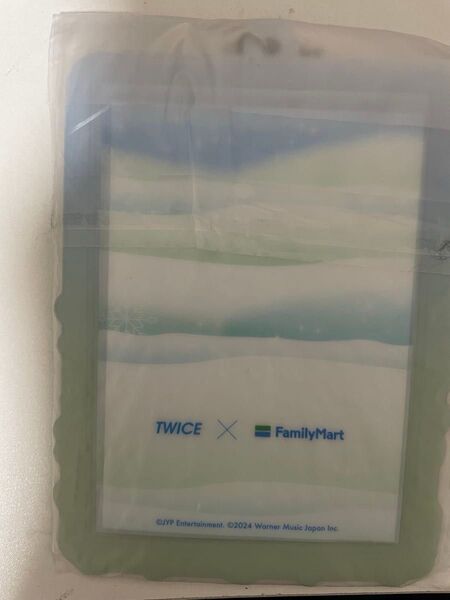 TWICE × FamilyMart
©JYP Entertainment. ©2024 Warner Music Japan Inc.